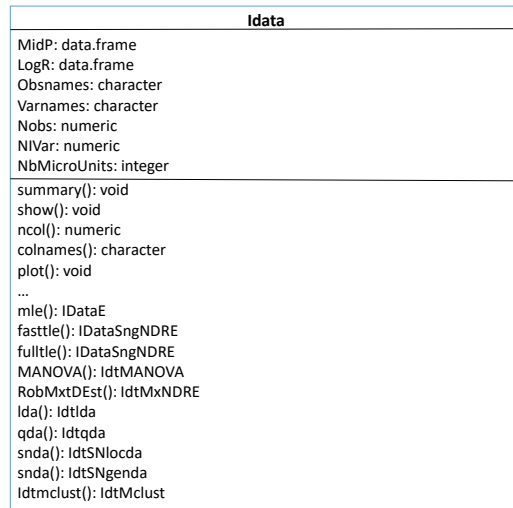 Idata
MidP: data.frame
LogR: data.frame
Obsnames: character
Varnames: character
Nobs: numeric
NIVar: numeric
NbMicroUnits: integer
summary(): void
show(): void
ncol(): numeric
colnames(): character
plot(): void
…
mle(): IDataE
fasttle(): IDataSngNDRE
fulltle(): IDataSngNDRE
MANOVA(): IdtMANOVA
RobMxtDEst(): IdtMxNDRE
lda(): Idtlda
qda(): Idtqda
snda(): IdtSNlocda
snda(): IdtSNgenda
Idtmclust(): IdtMclust